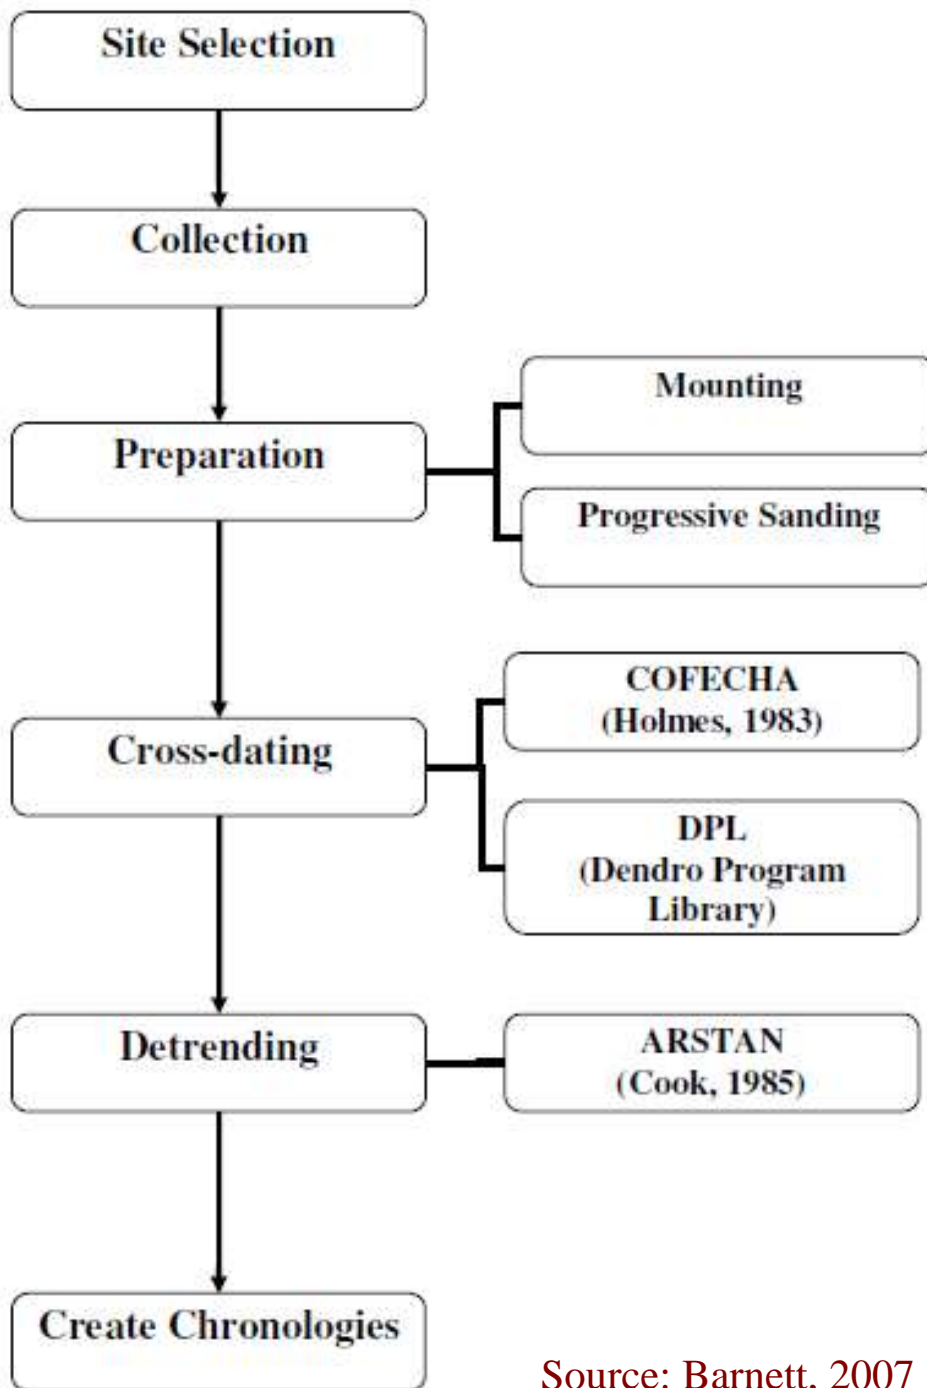 Site Selection
Collection
Preparation
Mounting
Progressive Sanding
Cross-dating
COFECHA
(Holmes, 1983)
DPL
(Dendro Program
Library)
Detrending
ARSTAN
(Cook, 1985)
Create Chronologies
Source: Barnett, 2007